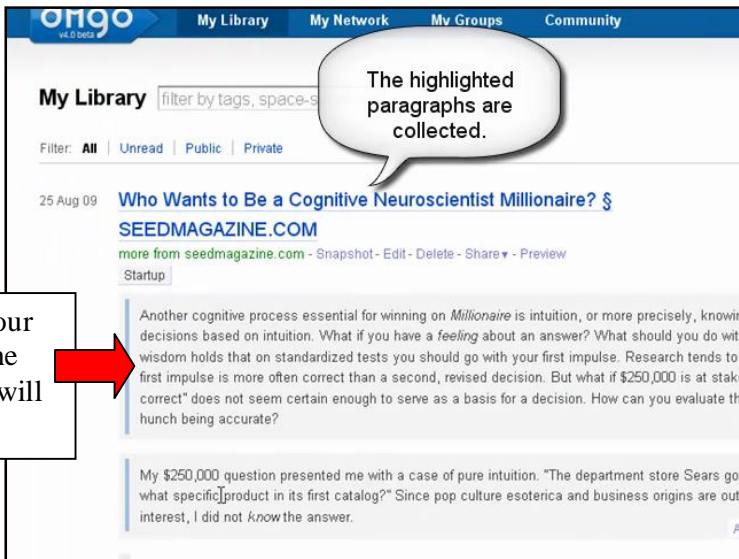 v4.0 beta
My Library My Network My Groups Community
The highlighted
paragraphs are
collected.
My Library filter by tags, space-s
Filter: All | Unread | Public | Private
25 Aug 09 Who Wants to Be a Cognitive Neuroscientist Millionaire? §
SEEDMAGAZINE.COM
more from seedmagazine.com - Snapshot - Edit - Delete - Share ▾ - Preview
Startup
our
he
will
Another cognitive process essential for winning on Millionaire is intuition, or more precisely, knowin
decisions based on intuition. What if you have a feeling about an answer? What should you do wit
wisdom holds that on standardized tests you should go with your first impulse. Research tends to
first impulse is more often correct than a second, revised decision. But what if $250,000 is at stak
correct" does not seem certain enough to serve as a basis for a decision. How can you evaluate th
hunch being accurate?
My $250,000 question presented me with a case of pure intuition. "The department store Sears go
what specific product in its first catalog?" Since pop culture esoterica and business origins are out
interest, I did not know the answer.